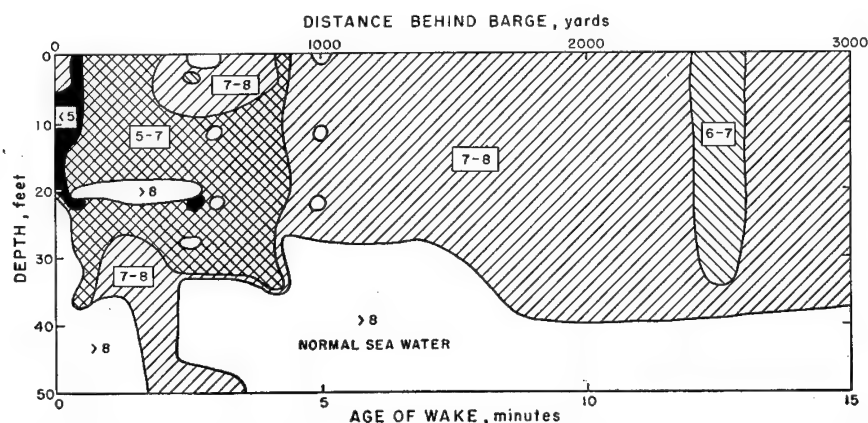 DISTANCE BEHIND BARGE, yards
0 1000 2000 3000
0
7-8
<5
10
5-7
6-7
7-8
20
>8
DEPTH, feet
30
7-8
40
>8
NORMAL SEA WATER
>8
50
0 5 10 15
AGE OF WAKE, minutes